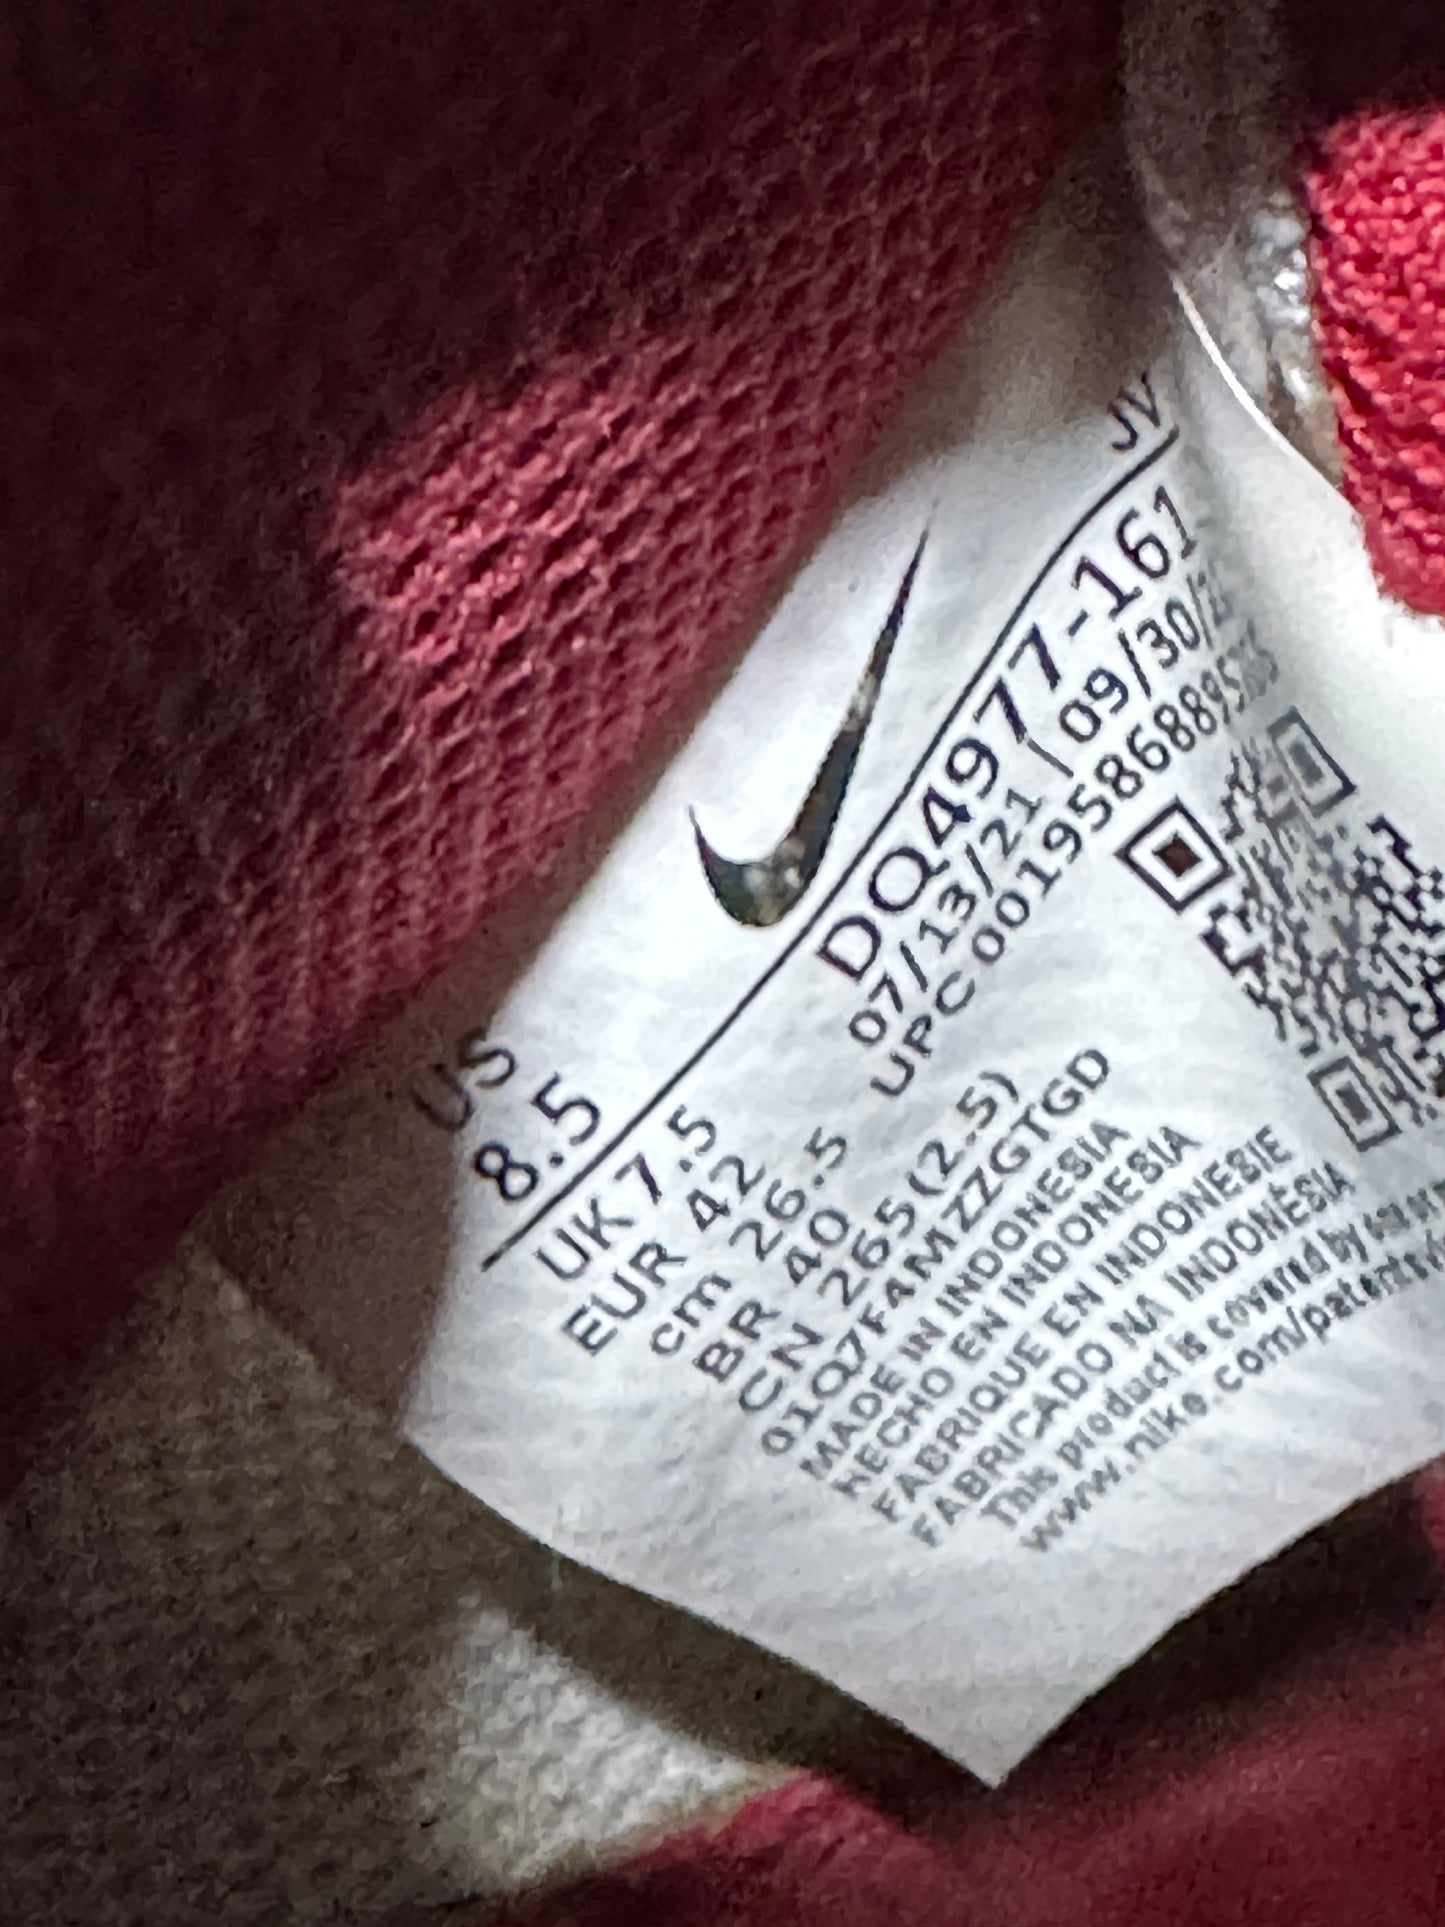 JV
US
8.5
UK 7.5
EUR 42
cm 26.5
BR 40
CN 265 (2.5)
DQ4977-161
07/13/21 | 09/30/
UPC
01Q7F4MZZGTGD
MADE IN INDONESIA
HECHO EN INDONESIA
FABRIQUE EN INDONESIE
FABRICADO NA INDONÉSIA
This product is covered by
www.nike.com/patents